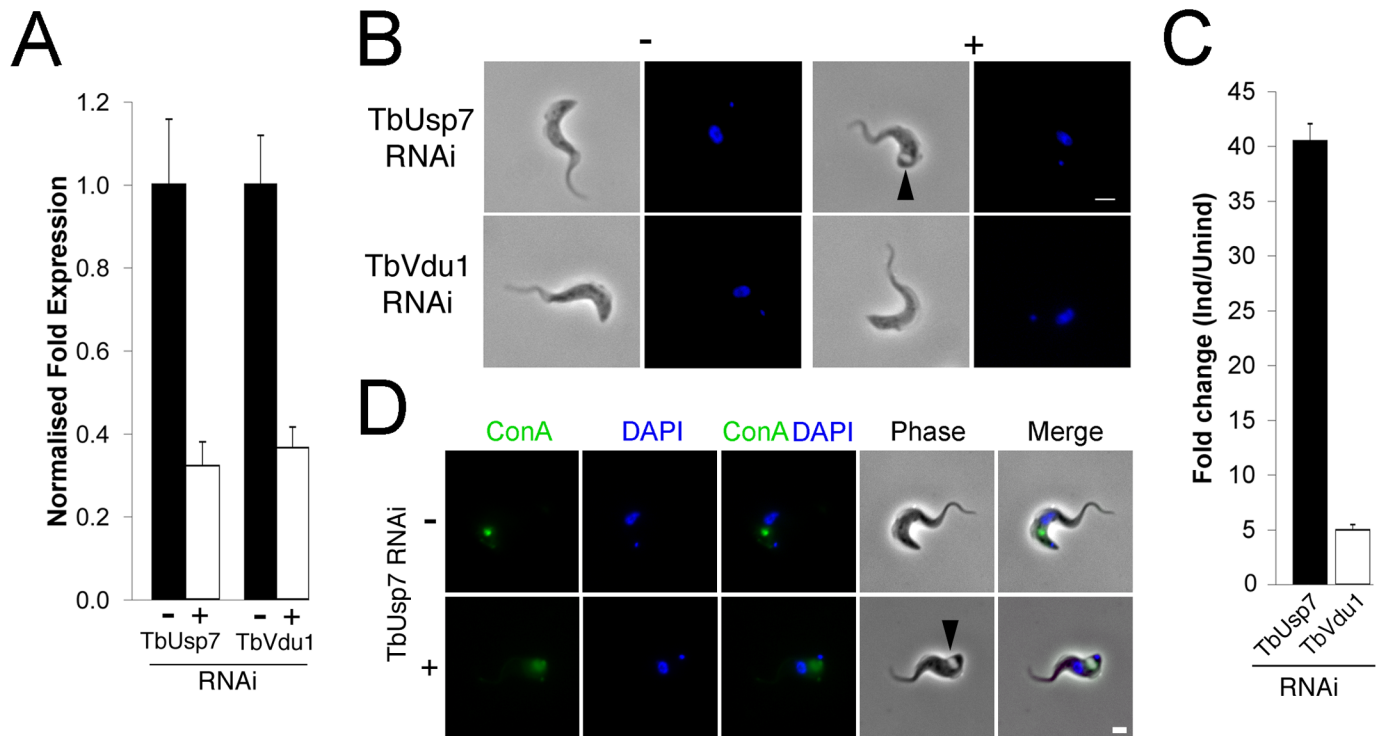 A
Normalised Fold Expression
1.2
1.0
0.8
0.6
0.4
0.2
0.0
- + - +
TbUsp7 TbVdu1
RNAi
B
- +
TbUsp7
RNAi
TbVdu1
RNAi
C
Fold change (Ind/Unind)
45
40
35
30
25
20
15
10
5
0
TbUsp7
TbVdu1
RNAi
D
ConA DAPI ConA DAPI Phase Merge
TbUsp7 RNAi
-
+